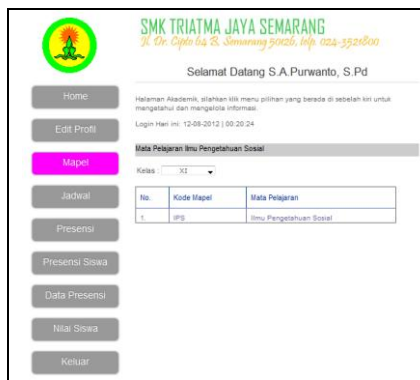 SMK TRIATMA JAYA SEMARANG
Jl. Dr. Cipto 64 B, Semarang 50126, telp. 024-3521800
Selamat Datang S.A.Purwanto, S.Pd
Home
Edit Profil
Mapel
Jadwal
Presensi
Presensi Siswa
Data Presensi
Nilai Siswa
Keluar
Halaman Akademik, silahkan klik menu pilihan yang berada di sebelah kiri untuk
mengetahui dan mengelola informasi.
Login Hari ini: 12-08-2012 | 00:20:24
Mata Pelajaran Ilmu Pengetahuan Sosial
Kelas : XI
No. Kode Mapel Mata Pelajaran
1. IPS Ilmu Pengetahuan Sosial